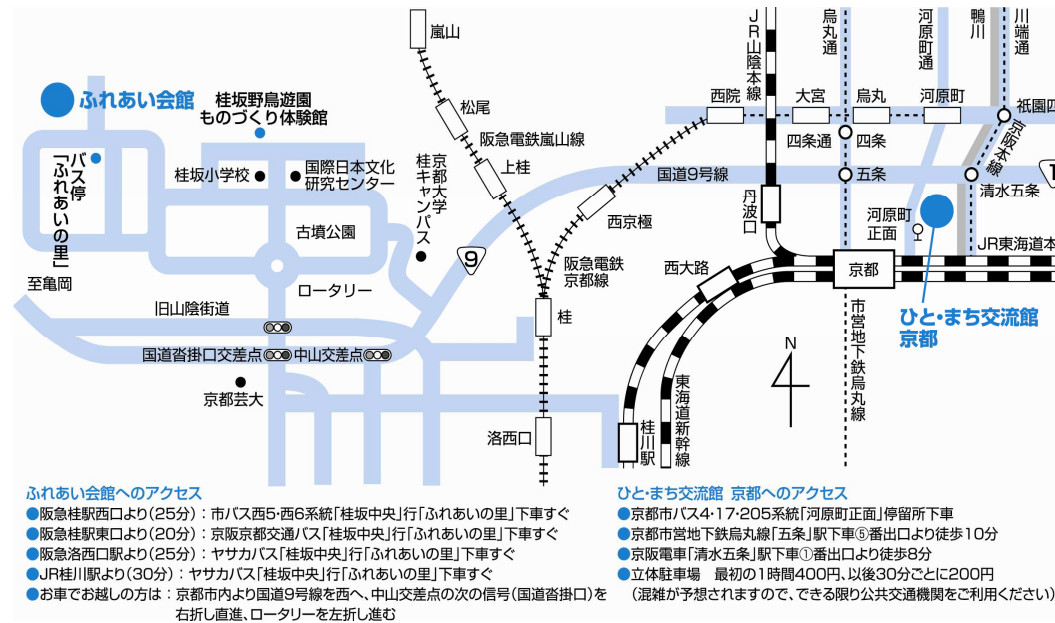 嵐山
松尾
阪急電鉄嵐山線
上桂
京都大学
桂キャンパス
ふれあい会館
バス停
「ふれあいの里」
桂坂野鳥遊園
ものづくり体験館
桂坂小学校
国際日本文化
研究センター
古墳公園
ロータリー
至亀岡
旧山陰街道
国道沓掛口交差点
中山交差点
京都芸大
9
西京極
阪急電鉄
京都線
桂
洛西口
JR山陰本線
烏丸通
河原町通
鴨川
川端通
西院
大宮
烏丸
河原町
祇園四
四条通
四条
京阪本線
国道9号線
五条
清水五条
1
丹波口
河原町
正面
JR東海道本
西大路
京都
ひと・まち交流館
京都
市営地下鉄烏丸線
N
東海道新幹線
桂川駅
ふれあい会館へのアクセス
●阪急桂駅西口より(25分)：市バス西5・西6系統「桂坂中央」行「ふれあいの里」下車すぐ
●阪急桂駅東口より(20分)：京阪京都交通バス「桂坂中央」行「ふれあいの里」下車すぐ
●阪急洛西口駅より(25分)：ヤサカバス「桂坂中央」行「ふれあいの里」下車すぐ
●JR桂川駅より(30分)：ヤサカバス「桂坂中央」行「ふれあいの里」下車すぐ
●お車でお越しの方は：京都市内より国道9号線を西へ、中山交差点の次の信号(国道沓掛口)を
右折し直進、ロータリーを左折し進む
ひと・まち交流館 京都へのアクセス
●京都市バス4・17・205系統「河原町正面」停留所下車
●京都市営地下鉄烏丸線「五条」駅下車⑤番出口より徒歩10分
●京阪電車「清水五条」駅下車①番出口より徒歩8分
●立体駐車場　最初の1時間400円、以後30分ごとに200円
(混雑が予想されますので、できる限り公共交通機関をご利用ください)